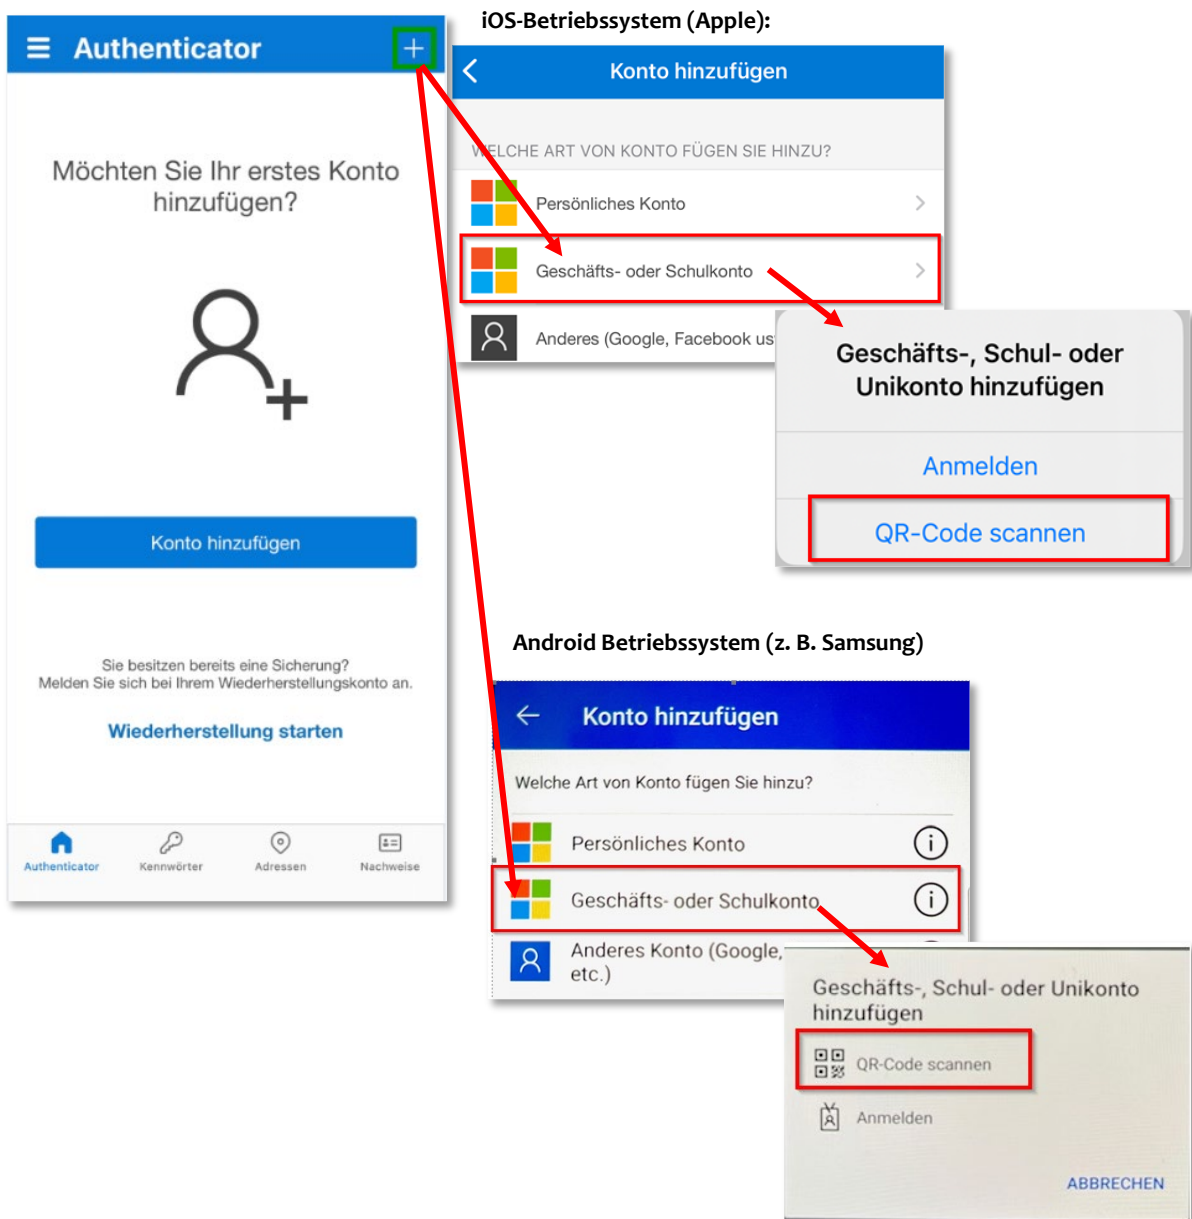 Authenticator
Möchten Sie Ihr erstes Konto
hinzufügen?
Konto hinzufügen
Sie besitzen bereits eine Sicherung?
Melden Sie sich bei Ihrem Wiederherstellungskonto an.
Wiederherstellung starten
Authenticator
Kennwörter
Adressen
Nachweise
iOS-Betriebssystem (Apple):
Konto hinzufügen
WELCHE ART VON KONTO FÜGEN SIE HINZU?
Persönliches Konto
Geschäfts- oder Schulkonto
Anderes (Google, Facebook
Geschäfts-, Schul- oder
Unikonto hinzufügen
Anmelden
QR-Code scannen
Android Betriebssystem (z. B. Samsung)
Konto hinzufügen
Welche Art von Konto fügen Sie hinzu?
Persönliches Konto
Geschäfts- oder Schulkonto
Anderes Konto (Google,
etc.)
Geschäfts-, Schul- oder Unikonto
hinzufügen
QR-Code scannen
Anmelden
ABBRECHEN